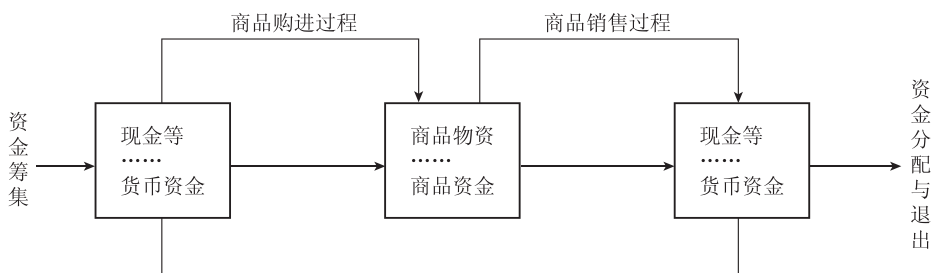 商品购进过程
商品销售过程
资金筹集
现金等
……
货币资金
商品物资
……
商品资金
现金等
……
货币资金
资金分配与退出